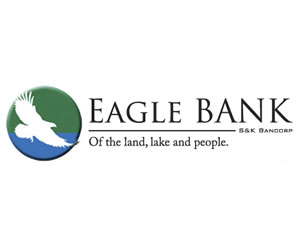 EAGLE BANK
S&K BANCORP
Of the land, lake and people.